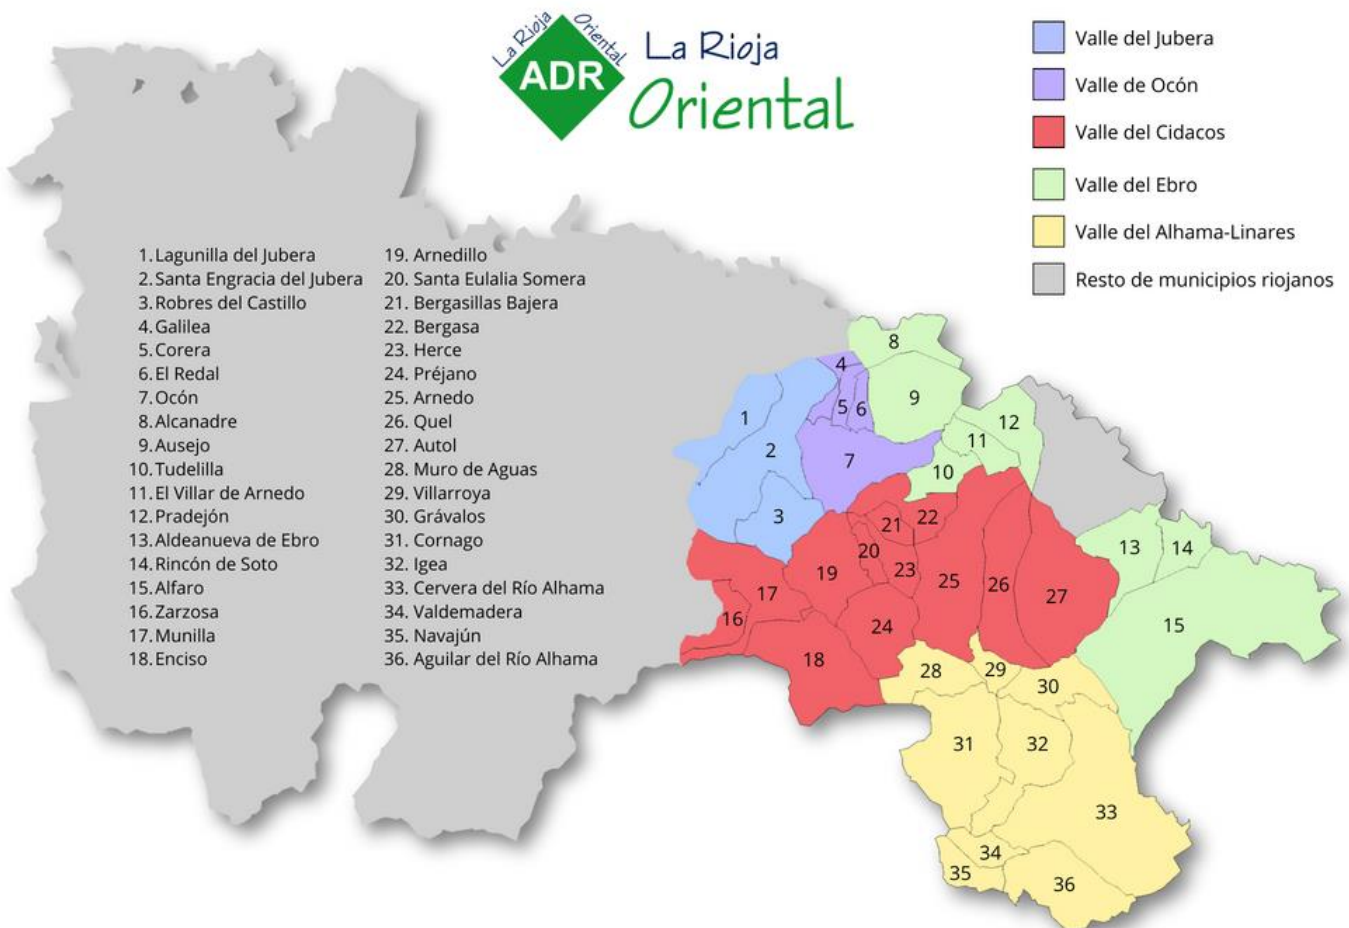 La Rioja Oriental
ADR
La Rioja
Oriental
Valle del Jubera
Valle de Ocón
Valle del Cidacos
Valle del Ebro
Valle del Alhama-Linares
Resto de municipios riojanos
1. Lagunilla del Jubera
2. Santa Engracia del Jubera
3. Robres del Castillo
4. Galilea
5. Corera
6. El Redal
7. Ocón
8. Alcanadre
9. Ausejo
10. Tudelilla
11. El Villar de Arnedo
12. Pradejón
13. Aldeanueva de Ebro
14. Rincón de Soto
15. Alfaro
16. Zarzosa
17. Munilla
18. Enciso
19. Arnedillo
20. Santa Eulalia Somera
21. Bergasillas Bajera
22. Bergasa
23. Herce
24. Préjano
25. Arnedo
26. Quel
27. Autol
28. Muro de Aguas
29. Villarroya
30. Grávalos
31. Cornago
32. Igea
33. Cervera del Río Alhama
34. Valdemadera
35. Navajún
36. Aguilar del Río Alhama
1
2
3
4
5
6
7
8
9
10
11
12
13
14
15
16
17
18
19
20
21
22
23
24
25
26
27
28
29
30
31
32
33
34
35
36